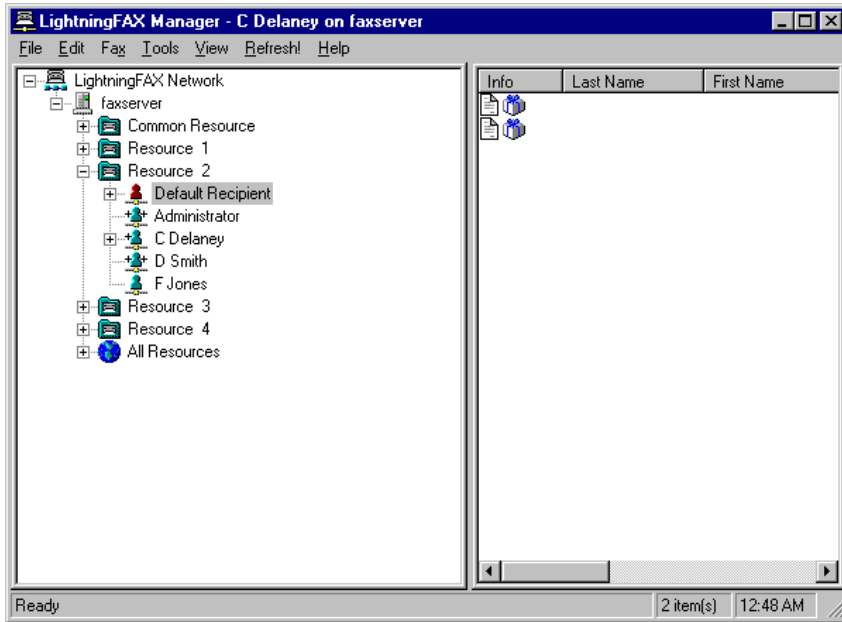 LightningFAX Manager - C Delaney on faxserver
File Edit Fax Tools View Refresh! Help
LightningFAX Network
faxserver
Common Resource
Resource 1
Resource 2
Default Recipient
Administrator
C Delaney
D Smith
F Jones
Resource 3
Resource 4
All Resources
Info Last Name First Name
Ready 2 item(s) 12:48 AM